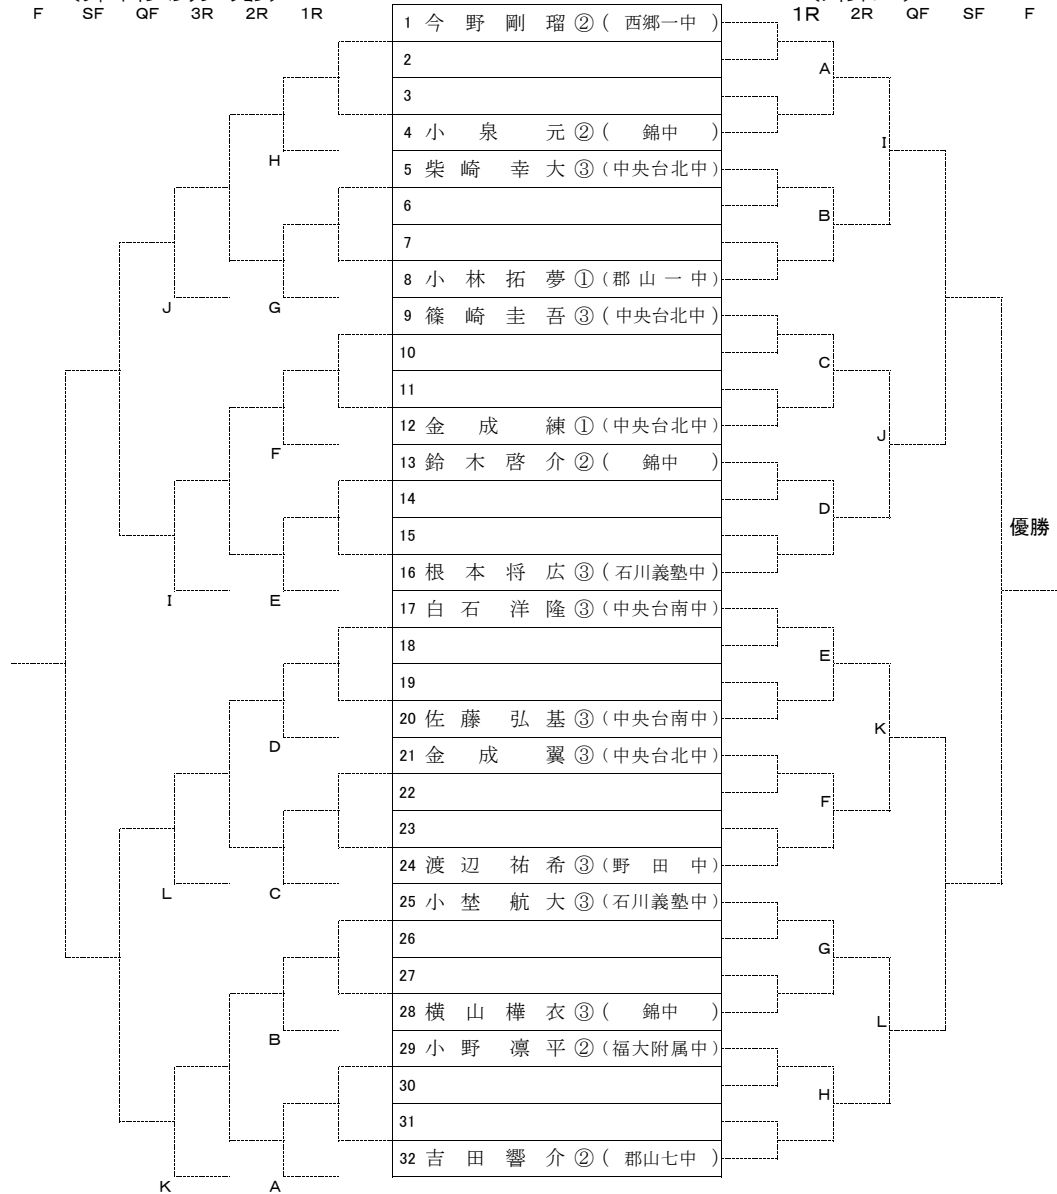 F SF QF 3R 2R 1R
1R 2R QF SF F
1 今野剛瑠②(西郷一中)
2
3
4 小泉元②(錦中)
5 柴崎幸大③(中央台北中)
6
7
8 小林拓夢①(郡山一中)
9 篠崎圭吾③(中央台北中)
10
11
12 金成練①(中央台北中)
13 鈴木啓介②(錦中)
14
15
16 根本将広③(石川義塾中)
17 白石洋隆③(中央台南中)
18
19
20 佐藤弘基③(中央台南中)
21 金成翼③(中央台北中)
22
23
24 渡辺祐希③(野田中)
25 小埜航大③(石川義塾中)
26
27
28 横山樺衣③(錦中)
29 小野凛平②(福大附属中)
30
31
32 吉田響介②(郡山七中)
H
G
J
F
E
I
D
C
L
B
A
K
A
I
B
C
J
D
E
K
F
G
L
H
優勝